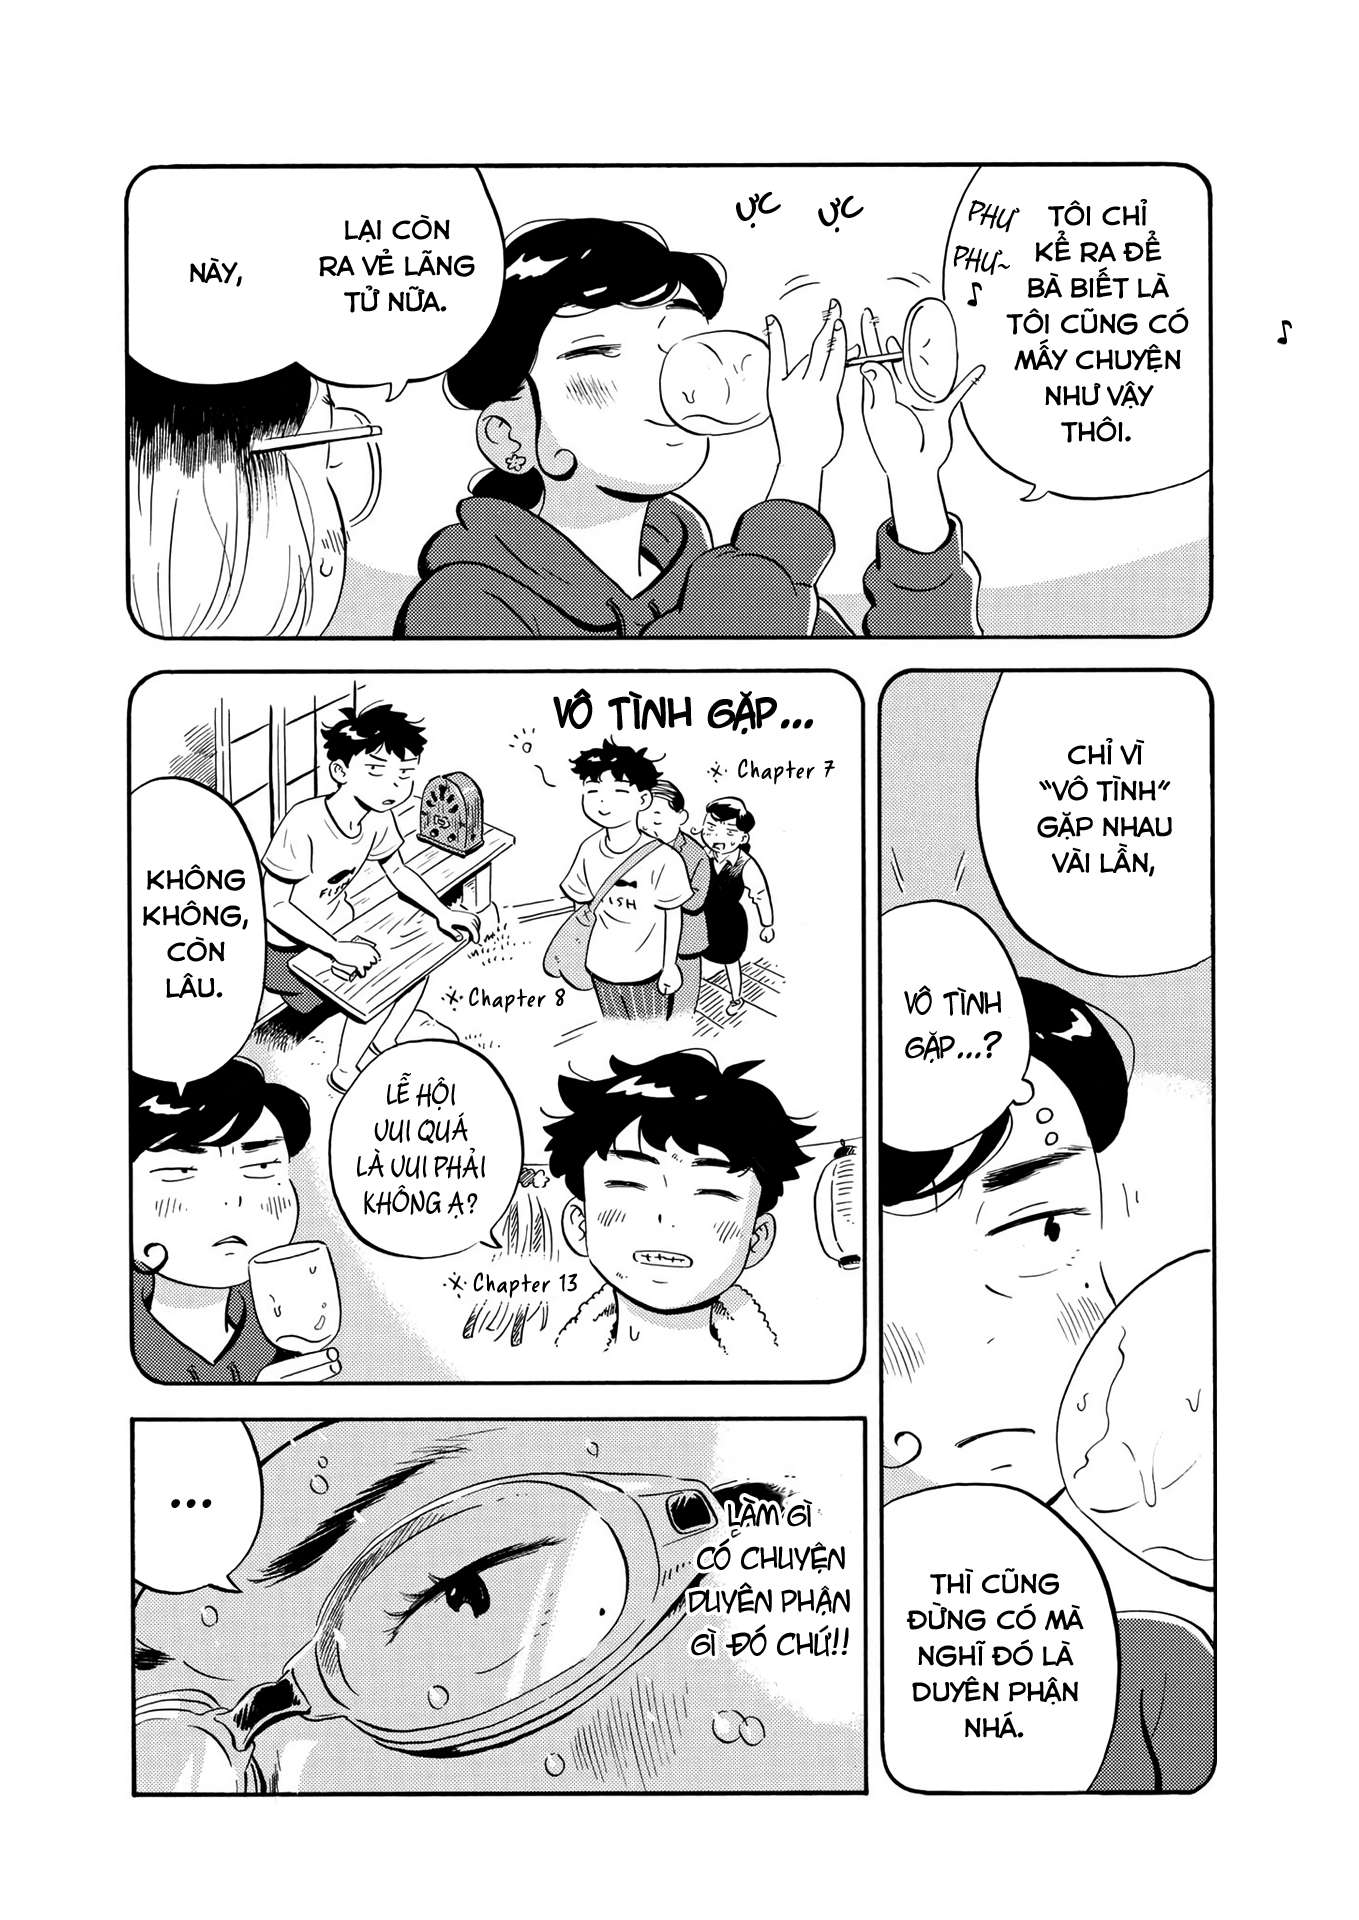 PHƯ
PHƯ~
♪
TÔI CHỈ
KỂ RA ĐỂ
BÀ BIẾT LÀ
TÔI CŨNG CÓ
MẤY CHUYỆN
NHƯ VẬY
THÔI.
♪
ỰC
ỰC
LẠI CÒN
RA VẺ LÃNG
TỬ NỮA.
NÀY,
CHỈ VÌ
"VÔ TÌNH"
GẶP NHAU
VÀI LẦN,
VÔ TÌNH
GẶP...?
THÌ CŨNG
ĐỪNG CÓ MÀ
NGHĨ ĐÓ LÀ
DUYÊN PHẬN
NHÁ.
VÔ TÌNH GẶP...
※ Chapter 7
ISH
※ Chapter 8
LỄ HỘI
VUI QUÁ
LÀ VUI PHẢI
KHÔNG Ạ?
※ Chapter 13
KHÔNG
KHÔNG,
CÒN
LÂU.
LÀM GÌ
CÓ CHUYỆN
DUYÊN PHẬN
GÌ ĐÓ CHỨ!!
...